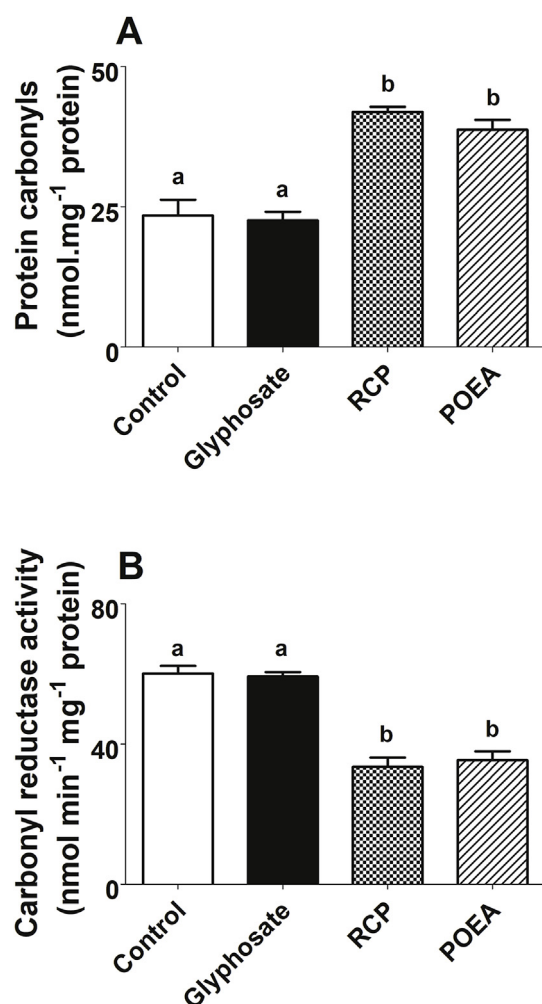 A
Protein carbonyls
(nmol.mg-1 protein)
50
25
0
a
a
b
b
Control
Glyphosate
RCP
POEA
B
Carbonyl reductase activity
(nmol min-1 mg-1 protein)
80
40
0
a
a
b
b
Control
Glyphosate
RCP
POEA